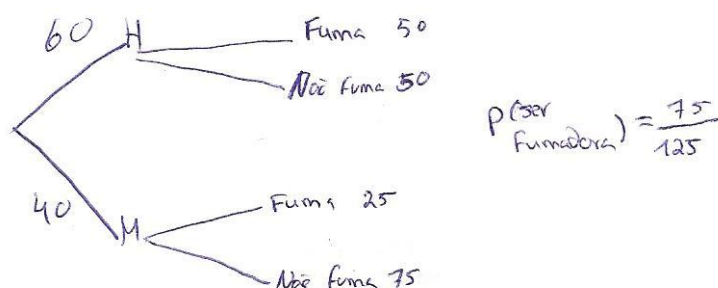 60 H Fuma 50
Não fuma 50
P(ser fumadora) = 75/125
40 M Fuma 25
Não fuma 75